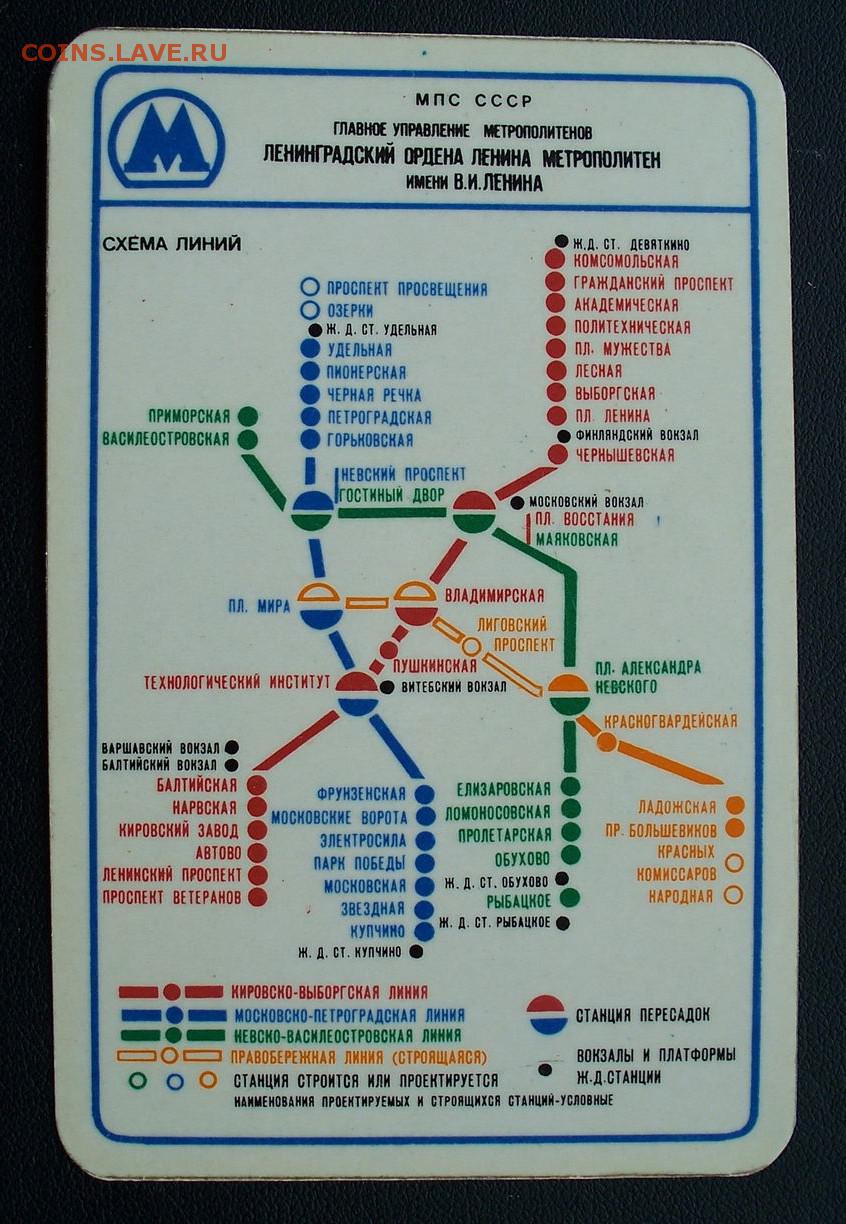 COINS.LAVE.RU
МПС СССР
ГЛАВНОЕ УПРАВЛЕНИЕ МЕТРОПОЛИТЕНОВ
ЛЕНИНГРАДСКИЙ ОРДЕНА ЛЕНИНА МЕТРОПОЛИТЕН
ИМЕНИ В.И.ЛЕНИНА
М
СХЕМА ЛИНИЙ
ПРОСПЕКТ ПРОСВЕЩЕНИЯ
ОЗЕРКИ
Ж. Д. СТ. УДЕЛЬНАЯ
УДЕЛЬНАЯ
ПИОНЕРСКАЯ
ЧЕРНАЯ РЕЧКА
ПЕТРОГРАДСКАЯ
ГОРЬКОВСКАЯ
Ж.Д. СТ. ДЕВЯТКИНО
КОМСОМОЛЬСКАЯ
ГРАЖДАНСКИЙ ПРОСПЕКТ
АКАДЕМИЧЕСКАЯ
ПОЛИТЕХНИЧЕСКАЯ
ПЛ. МУЖЕСТВА
ЛЕСНАЯ
ВЫБОРГСКАЯ
ПЛ. ЛЕНИНА
ФИНЛЯНДСКИЙ ВОКЗАЛ
ЧЕРНЫШЕВСКАЯ
ПРИМОРСКАЯ
ВАСИЛЕОСТРОВСКАЯ
НЕВСКИЙ ПРОСПЕКТ
ГОСТИНЫЙ ДВОР
МОСКОВСКИЙ ВОКЗАЛ
ПЛ. ВОССТАНИЯ
МАЯКОВСКАЯ
ПЛ. МИРА
ВЛАДИМИРСКАЯ
ЛИГОВСКИЙ
ПРОСПЕКТ
ПУШКИНСКАЯ
ТЕХНОЛОГИЧЕСКИЙ ИНСТИТУТ
ВИТЕБСКИЙ ВОКЗАЛ
ПЛ. АЛЕКСАНДРА
НЕВСКОГО
КРАСНОГВАРДЕЙСКАЯ
ВАРШАВСКИЙ ВОКЗАЛ
БАЛТИЙСКИЙ ВОКЗАЛ
БАЛТИЙСКАЯ
НАРВСКАЯ
КИРОВСКИЙ ЗАВОД
АВТОВО
ЛЕНИНСКИЙ ПРОСПЕКТ
ПРОСПЕКТ ВЕТЕРАНОВ
ФРУНЗЕНСКАЯ
МОСКОВСКИЕ ВОРОТА
ЭЛЕКТРОСИЛА
ПАРК ПОБЕДЫ
МОСКОВСКАЯ
ЗВЕЗДНАЯ
КУПЧИНО
Ж. Д. СТ. КУПЧИНО
ЕЛИЗАРОВСКАЯ
ЛОМОНОСОВСКАЯ
ПРОЛЕТАРСКАЯ
ОБУХОВО
Ж. Д. СТ. ОБУХОВО
РЫБАЦКОЕ
Ж. Д. СТ. РЫБАЦКОЕ
ЛАДОЖСКАЯ
ПР. БОЛЬШЕВИКОВ
КРАСНЫХ
КОМИССАРОВ
НАРОДНАЯ
КИРОВСКО-ВЫБОРГСКАЯ ЛИНИЯ
МОСКОВСКО-ПЕТРОГРАДСКАЯ ЛИНИЯ
НЕВСКО-ВАСИЛЕОСТРОВСКАЯ ЛИНИЯ
ПРАВОБЕРЕЖНАЯ ЛИНИЯ (СТРОЯЩАЯСЯ)
СТАНЦИЯ СТРОИТСЯ ИЛИ ПРОЕКТИРУЕТСЯ
НАИМЕНОВАНИЯ ПРОЕКТИРУЕМЫХ И СТРОЯЩИХСЯ СТАНЦИЙ-УСЛОВНЫЕ
СТАНЦИЯ ПЕРЕСАДОК
ВОКЗАЛЫ И ПЛАТФОРМЫ
Ж.Д.СТАНЦИИ